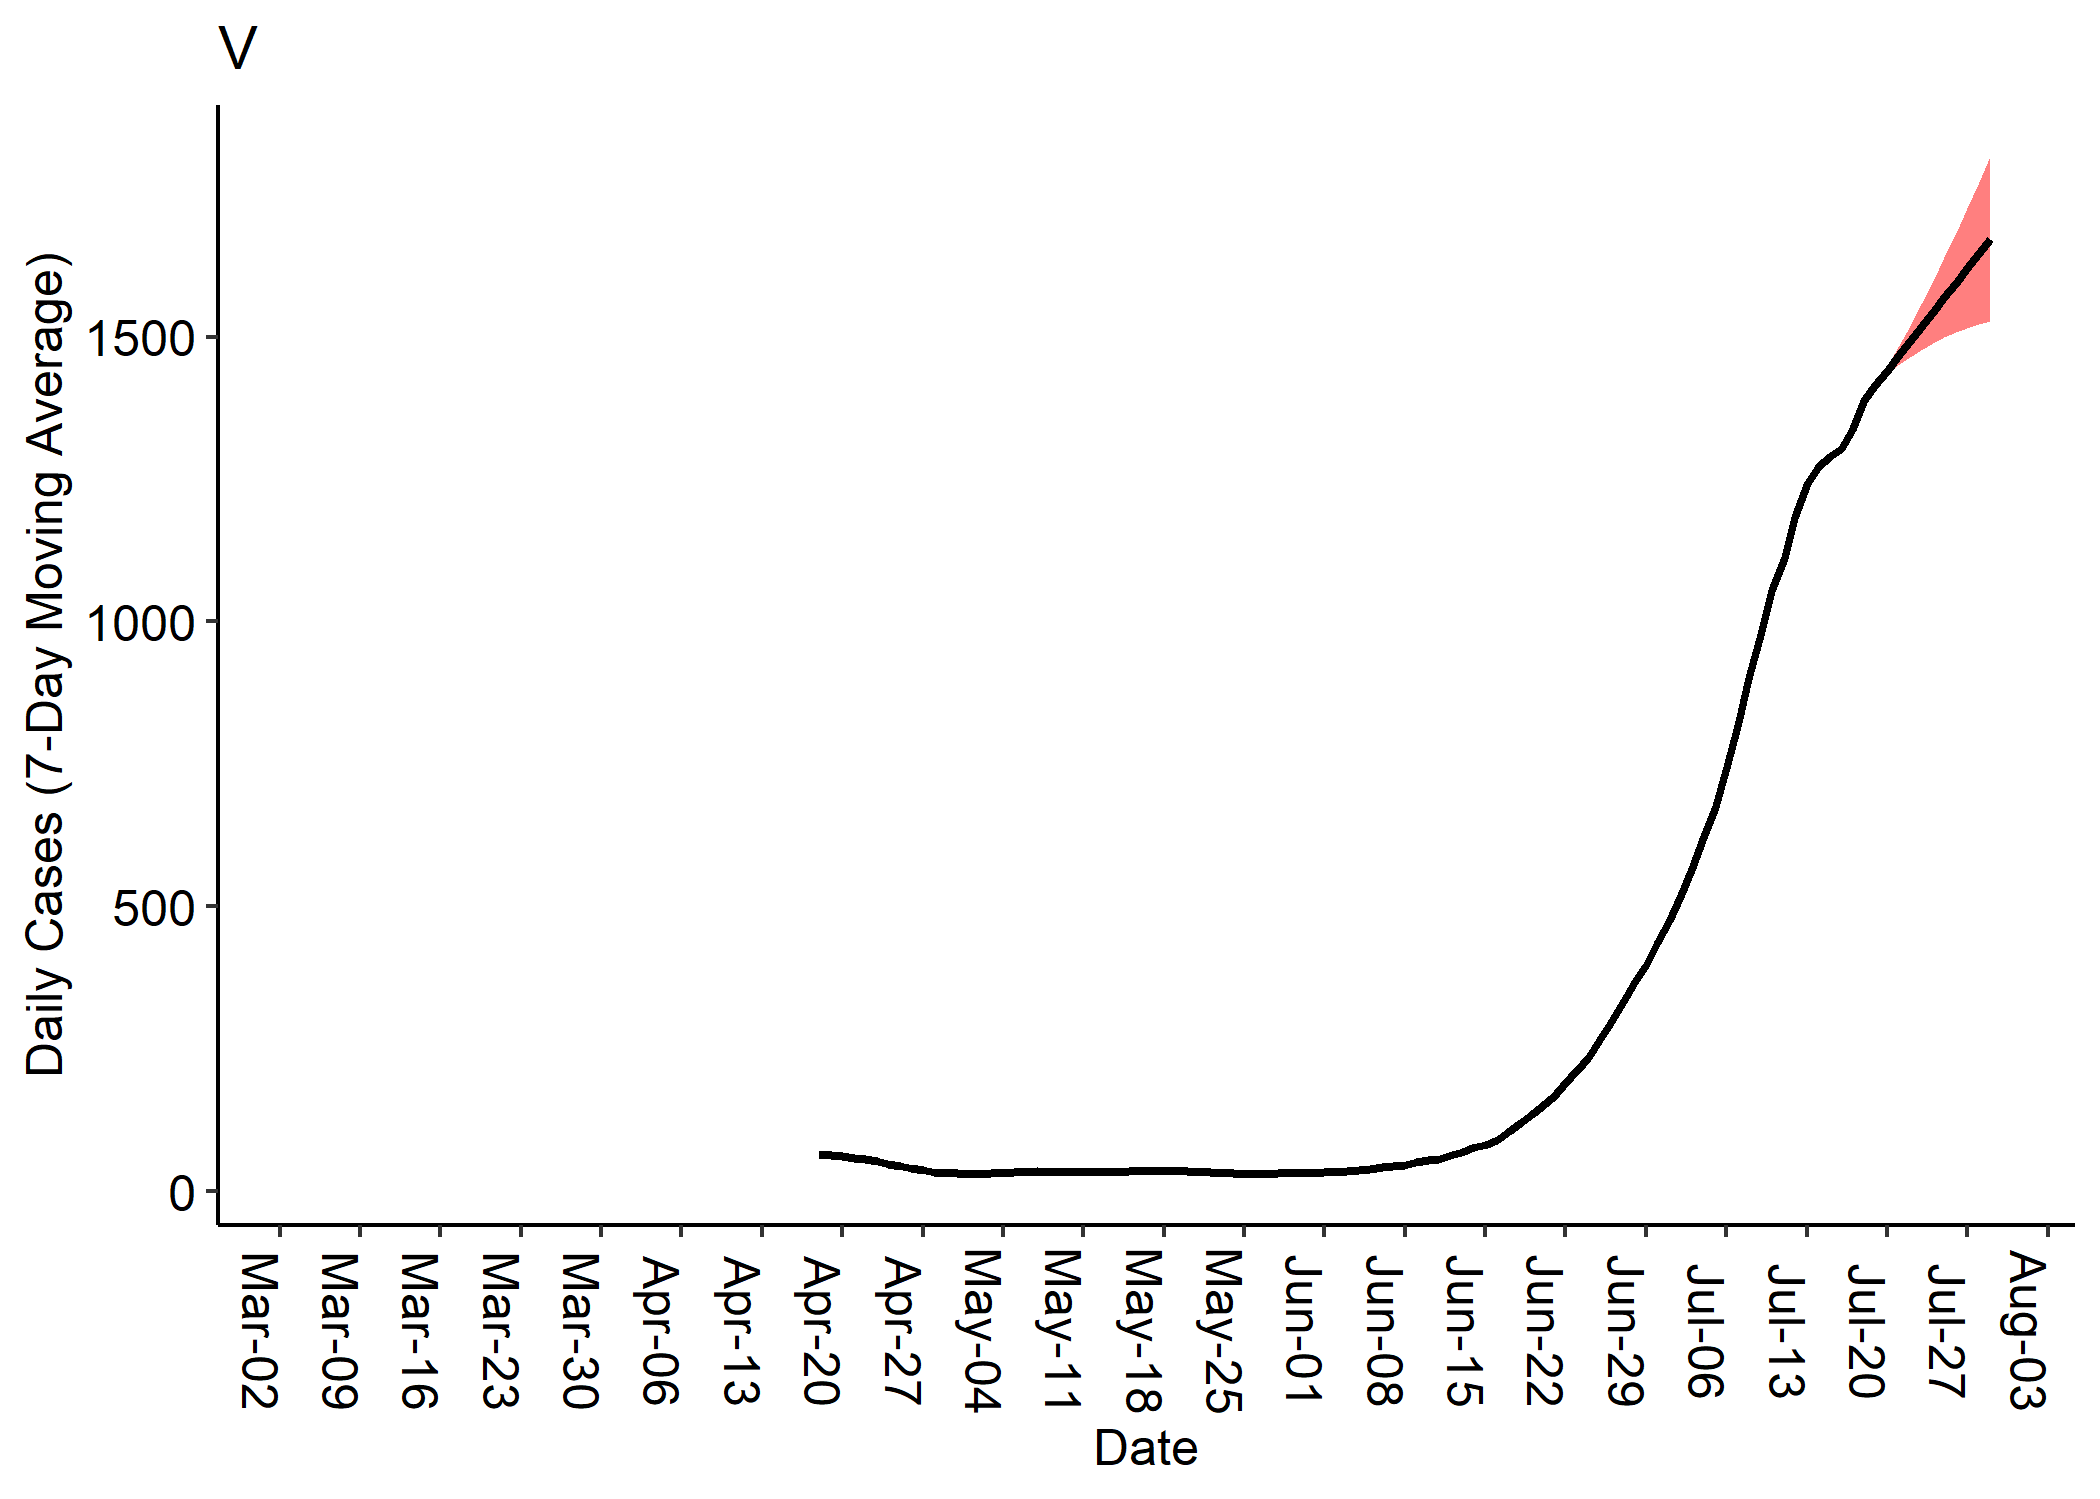 V
Daily Cases (7-Day Moving Average)
1500
1000
500
0
Mar-02
Mar-09
Mar-16
Mar-23
Mar-30
Apr-06
Apr-13
Apr-20
Apr-27
May-04
May-11
May-18
May-25
Jun-01
Jun-08
Jun-15
Jun-22
Jun-29
Jul-06
Jul-13
Jul-20
Jul-27
Aug-03
Date